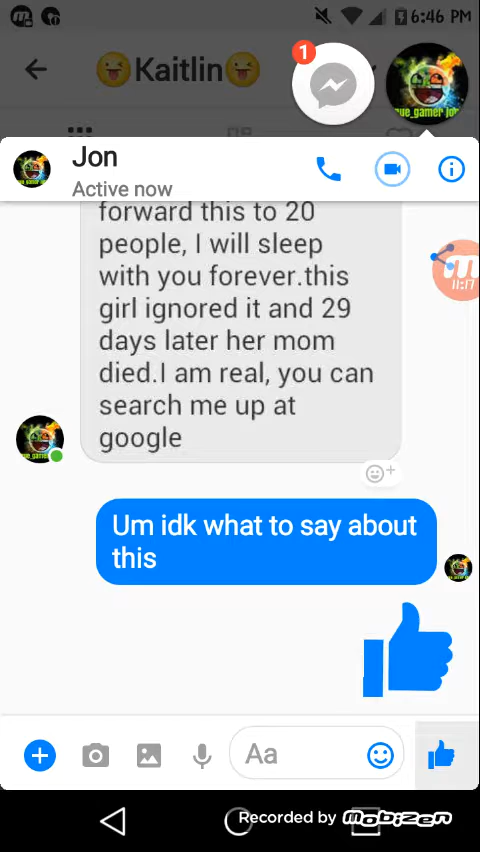 6:46 PM
😜Kaitlin😜
1
Jon
Active now
forward this to 20
people, I will sleep
with you forever.this
girl ignored it and 29
days later her mom
died.I am real, you can
search me up at
google
11:17
Um idk what to say about
this
Aa
Recorded by mobizen